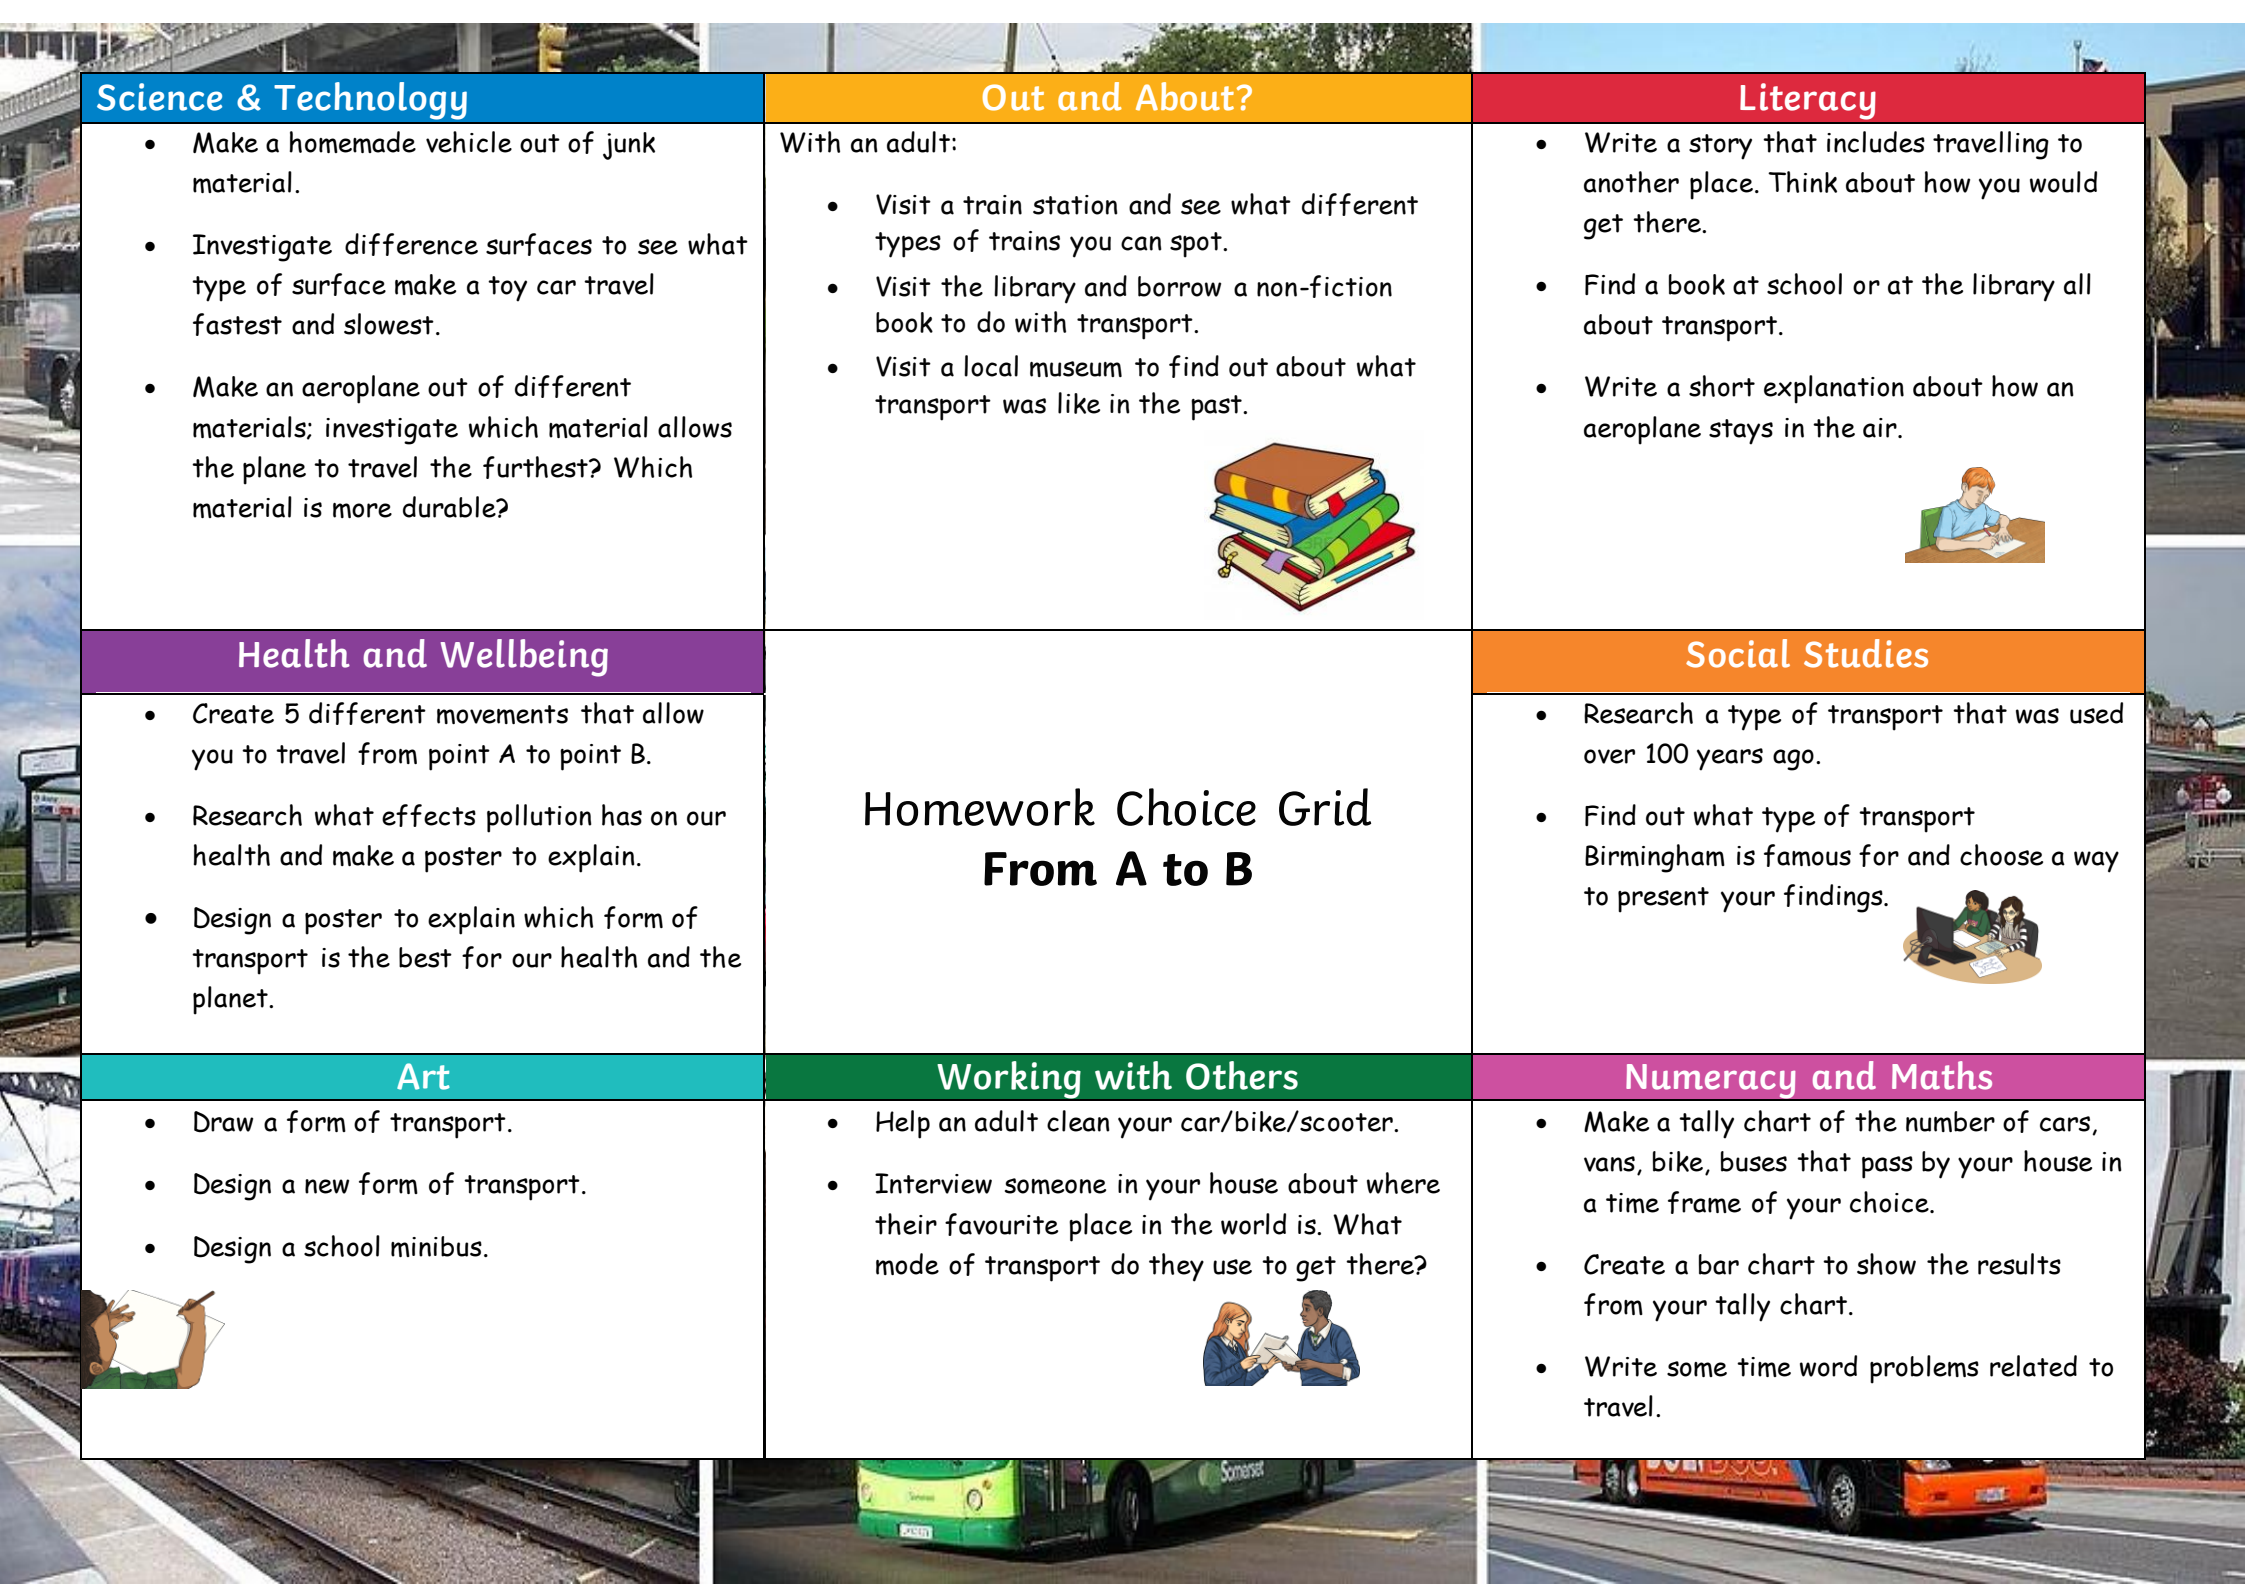 Science & Technology
• Make a homemade vehicle out of junk
material.
• Investigate difference surfaces to see what
type of surface make a toy car travel
fastest and slowest.
• Make an aeroplane out of different
materials; investigate which material allows
the plane to travel the furthest? Which
material is more durable?
Out and About?
With an adult:
• Visit a train station and see what different
types of trains you can spot.
• Visit the library and borrow a non-fiction
book to do with transport.
• Visit a local museum to find out about what
transport was like in the past.
Literacy
• Write a story that includes travelling to
another place. Think about how you would
get there.
• Find a book at school or at the library all
about transport.
• Write a short explanation about how an
aeroplane stays in the air.
Health and Wellbeing
• Create 5 different movements that allow
you to travel from point A to point B.
• Research what effects pollution has on our
health and make a poster to explain.
• Design a poster to explain which form of
transport is the best for our health and the
planet.
Homework Choice Grid
From A to B
Social Studies
• Research a type of transport that was used
over 100 years ago.
• Find out what type of transport
Birmingham is famous for and choose a way
to present your findings.
Art
• Draw a form of transport.
• Design a new form of transport.
• Design a school minibus.
Working with Others
• Help an adult clean your car/bike/scooter.
• Interview someone in your house about where
their favourite place in the world is. What
mode of transport do they use to get there?
Numeracy and Maths
• Make a tally chart of the number of cars,
vans, bike, buses that pass by your house in
a time frame of your choice.
• Create a bar chart to show the results
from your tally chart.
• Write some time word problems related to
travel.
Somerset